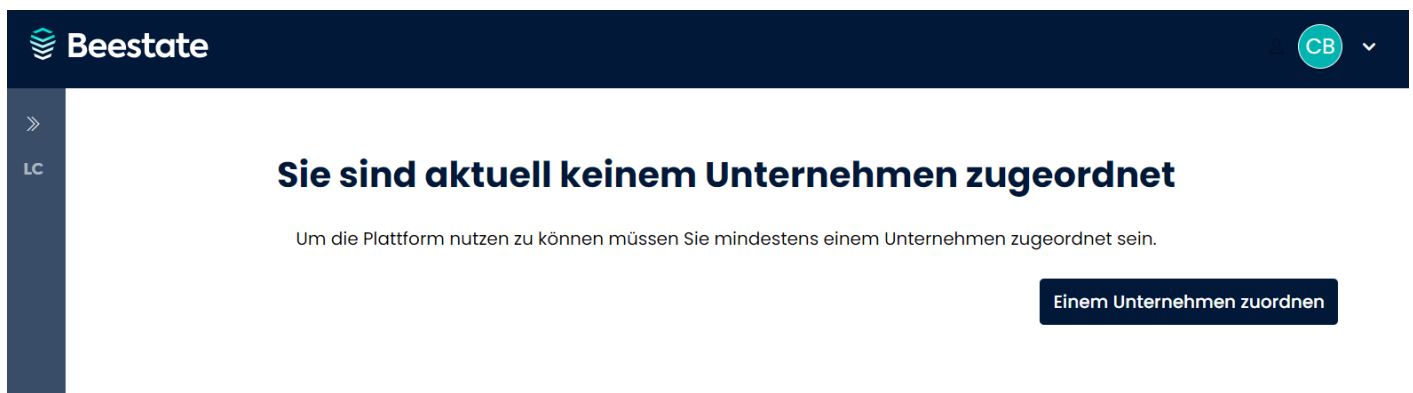 Beestate
CB
LC
Sie sind aktuell keinem Unternehmen zugeordnet
Um die Plattform nutzen zu können müssen Sie mindestens einem Unternehmen zugeordnet sein.
Einem Unternehmen zuordnen